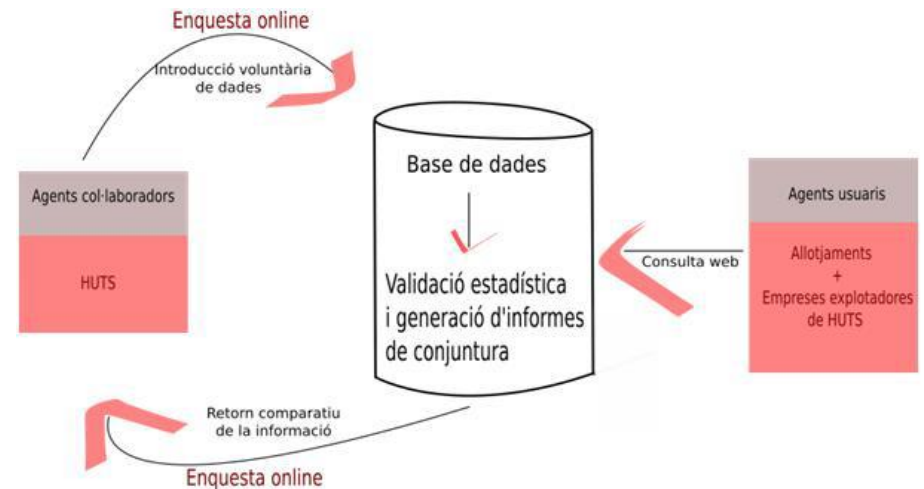 Enquesta online
Introducció voluntària
de dades
Base de dades
Agents col·laboradors
HUTS
Validació estadística
i generació d'informes
de conjuntura
Consulta web
Agents usuaris
Allotjaments
+
Empreses explotadores
de HUTS
Retorn comparatiu
de la informació
Enquesta online